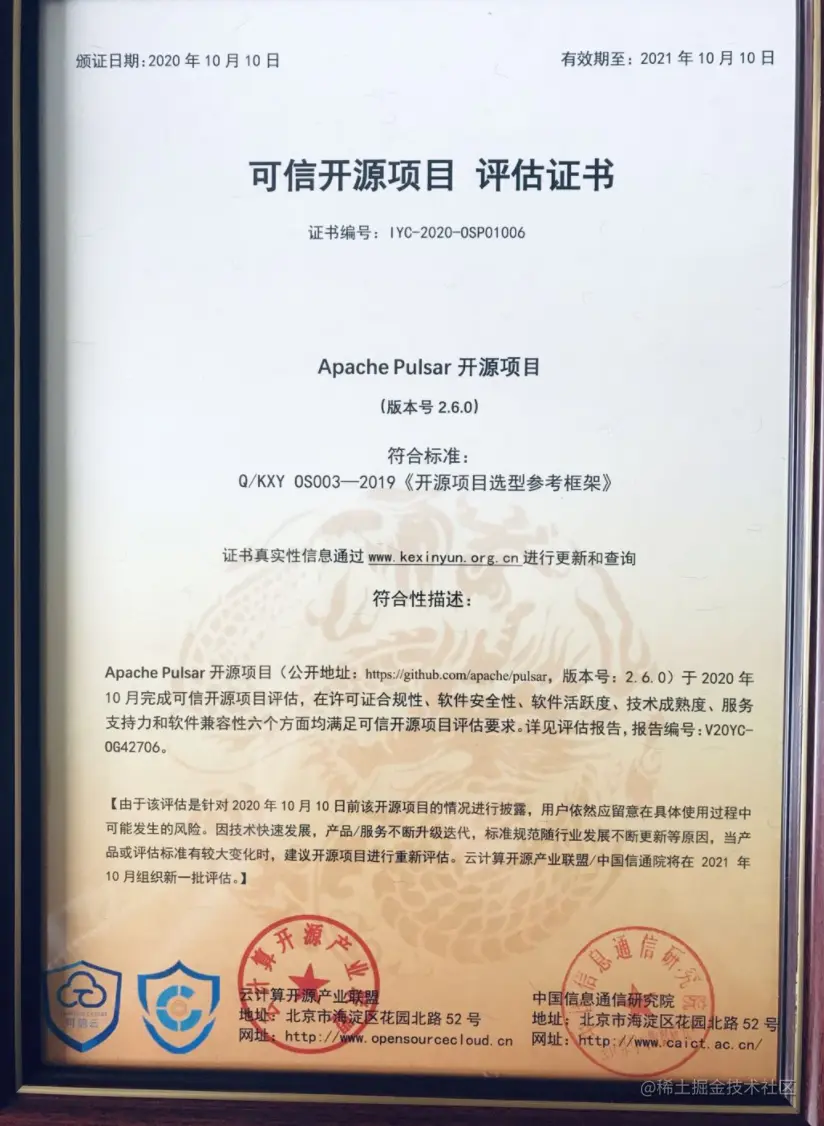 颁证日期:2020 年 10 月 10 日
有效期至: 2021 年 10 月 10 日
可信开源项目 评估证书
证书编号: IYC-2020-OSP01006
Apache Pulsar 开源项目
(版本号 2.6.0)
符合标准:
Q/KXY OS003—2019《开源项目选型参考框架》
证书真实性信息通过 www.kexinyun.org.cn 进行更新和查询
符合性描述:
Apache Pulsar 开源项目（公开地址: https://github.com/apache/pulsar, 版本号: 2.6.0）于 2020 年
10 月完成可信开源项目评估，在许可证合规性、软件安全性、软件活跃度、技术成熟度、服务
支持力和软件兼容性六个方面均满足可信开源项目评估要求。详见评估报告，报告编号:V20YC-
OG42706。
【由于该评估是针对 2020 年 10 月 10 日前该开源项目的情况进行披露，用户依然应留意在具体使用过程中
可能发生的风险。因技术快速发展，产品/服务不断升级迭代，标准规范随行业发展不断更新等原因，当产
品或评估标准有较大变化时，建议开源项目进行重新评估。云计算开源产业联盟/中国信通院将在 2021 年
10 月组织新一批评估。】
可信云
计算开源产业
云计算开源产业联盟
地址: 北京市海淀区花园北路 52 号
网址: http://www.opensourcecloud.cn
信息通信研究院
中国信息通信研究院
地址: 北京市海淀区花园北路 52 号
网址: http://www.caict.ac.cn/
@稀土掘金技术社区